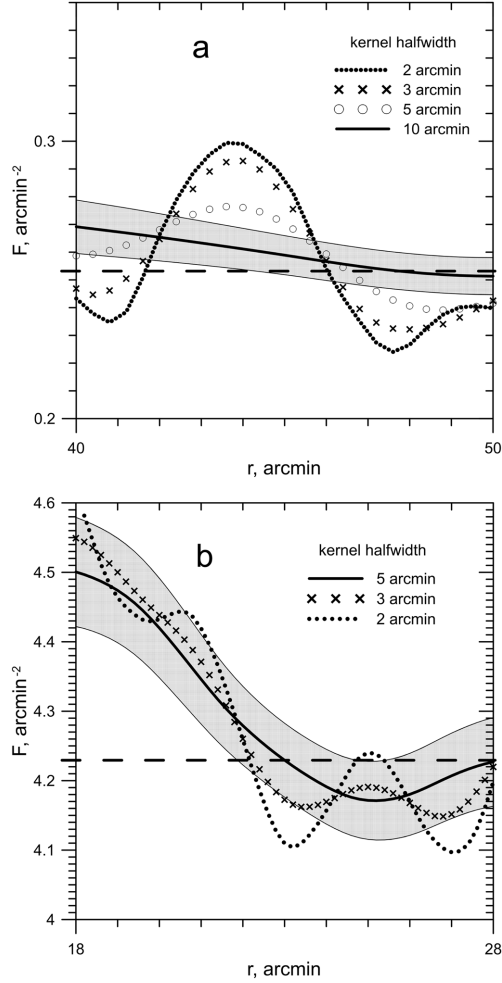 a
kernel halfwidth
2 arcmin
3 arcmin
5 arcmin
10 arcmin
0.3
F, arcmin-2
0.2
40
50
r, arcmin
4.6
b
kernel halfwidth
5 arcmin
3 arcmin
2 arcmin
4.5
4.4
F, arcmin-2
4.3
4.2
4.1
4
18
28
r, arcmin